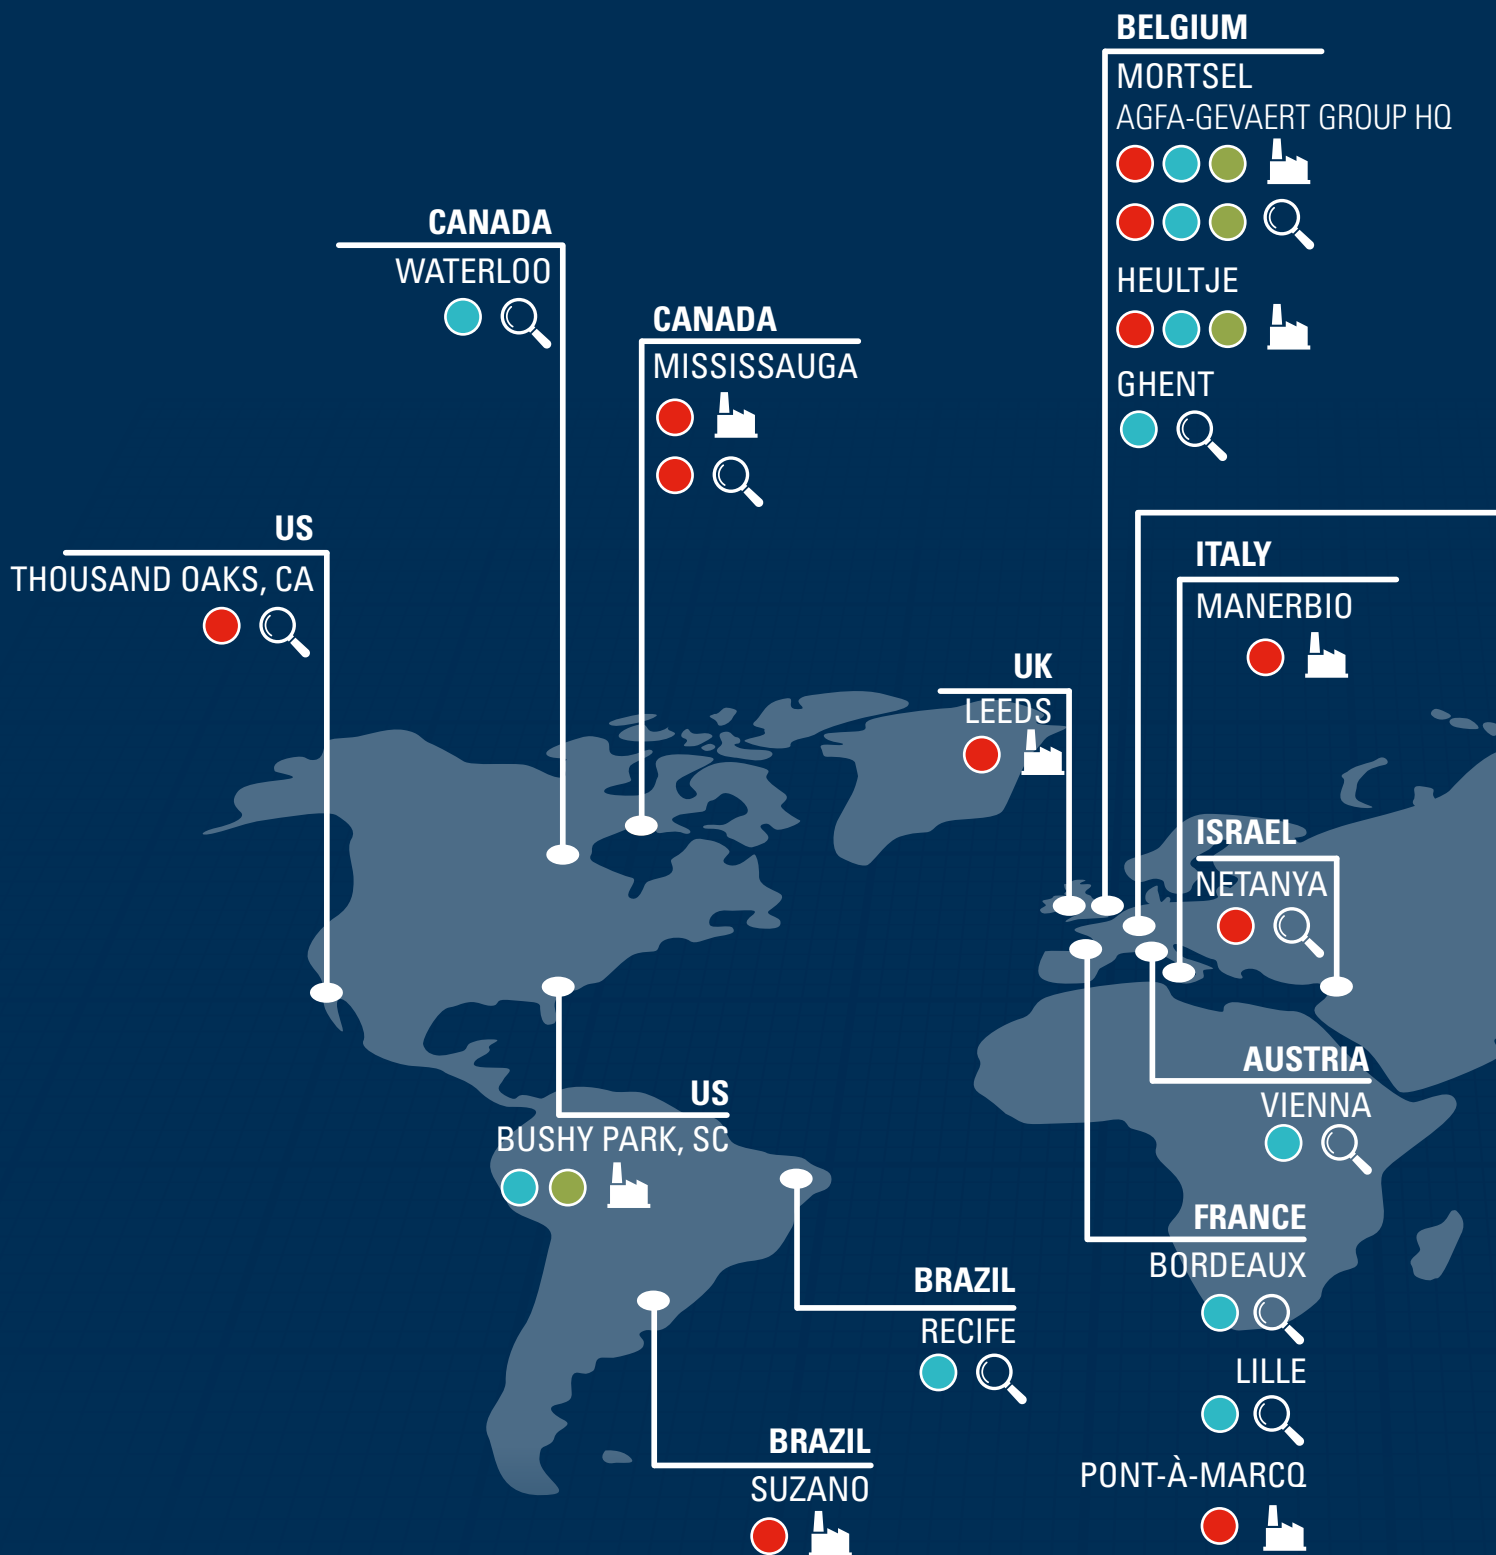 BELGIUM
MORTSEL
AGFA-GEVAERT GROUP HQ
HEULTJE
GHENT
CANADA
WATERLOO
CANADA
MISSISSAUGA
US
THOUSAND OAKS, CA
ITALY
MANERBIO
UK
LEEDS
ISRAEL
NETANYA
AUSTRIA
VIENNA
US
BUSHY PARK, SC
FRANCE
BORDEAUX
LILLE
PONT-À-MARCQ
BRAZIL
RECIFE
BRAZIL
SUZANO